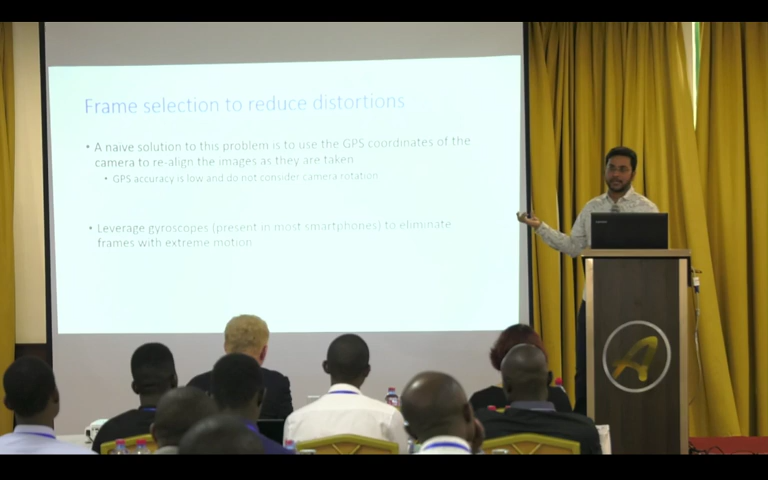 Frame selection to reduce distortions
• A naive solution to this problem is to use the GPS coordinates of the
camera to re-align the images as they are taken
• GPS accuracy is low and do not consider camera rotation
• Leverage gyroscopes (present in most smartphones) to eliminate
frames with extreme motion